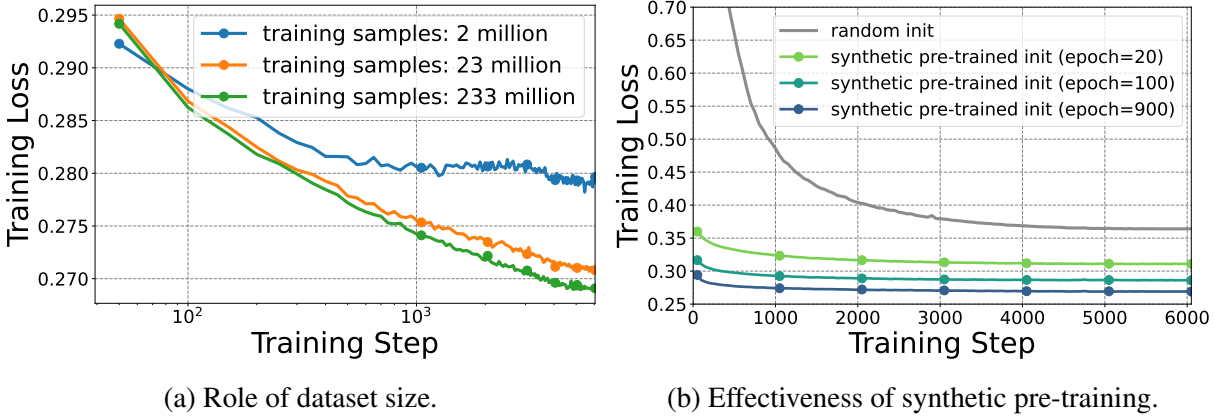 0.295
0.290
0.285
0.280
0.275
0.270
Training Loss
training samples: 2 million
training samples: 23 million
training samples: 233 million
10²
10³
Training Step
(a) Role of dataset size.
0.70
0.65
0.60
0.55
0.50
0.45
0.40
0.35
0.30
0.25
Training Loss
random init
synthetic pre-trained init (epoch=20)
synthetic pre-trained init (epoch=100)
synthetic pre-trained init (epoch=900)
0 1000 2000 3000 4000 5000 6000
Training Step
(b) Effectiveness of synthetic pre-training.